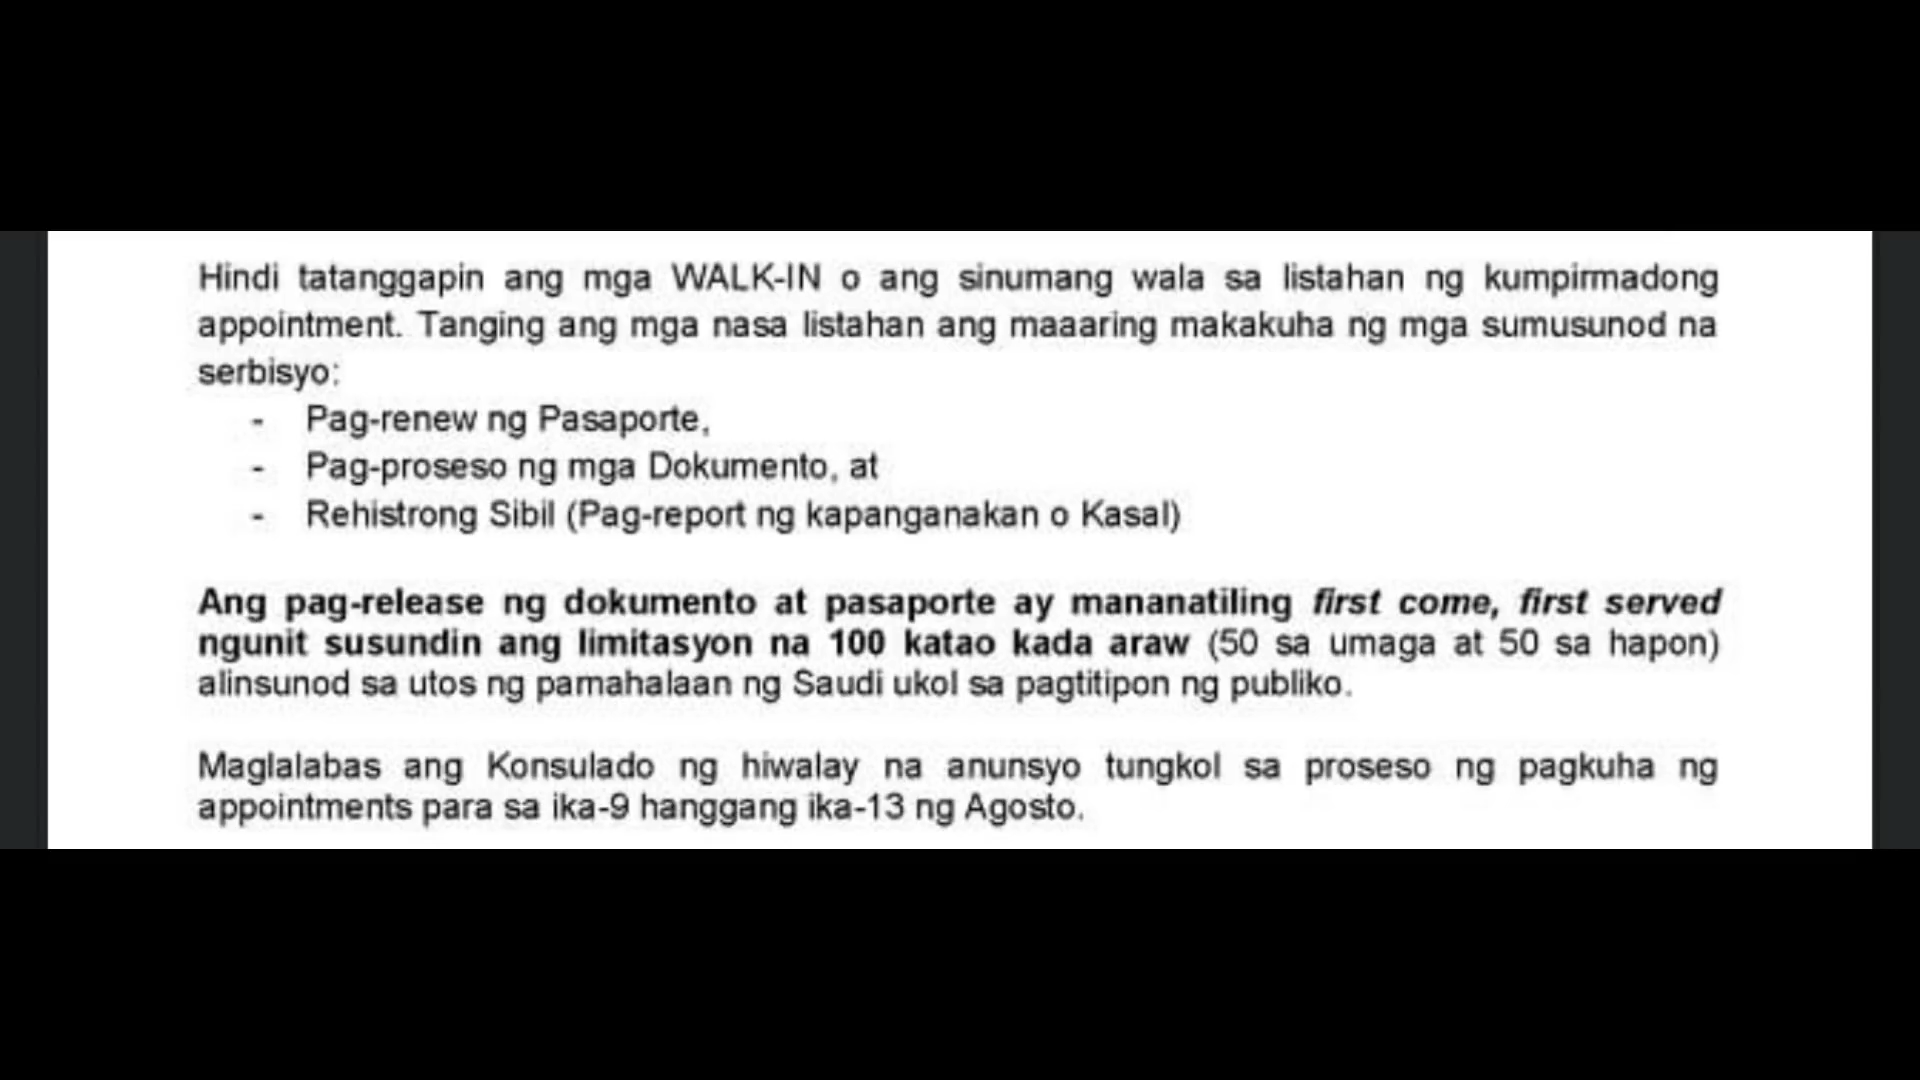 Hindi tatanggapin ang mga WALK-IN o ang sinumang wala sa listahan ng kumpirmadong
appointment. Tanging ang mga nasa listahan ang maaaring makakuha ng mga sumusunod na
serbisyo:
- Pag-renew ng Pasaporte,
- Pag-proseso ng mga Dokumento, at
- Rehistrong Sibil (Pag-report ng kapanganakan o Kasal)
Ang pag-release ng dokumento at pasaporte ay mananatiling first come, first served
ngunit susundin ang limitasyon na 100 katao kada araw (50 sa umaga at 50 sa hapon)
alinsunod sa utos ng pamahalaan ng Saudi ukol sa pagtitipon ng publiko.
Maglalabas ang Konsulado ng hiwalay na anunsyo tungkol sa proseso ng pagkuha ng
appointments para sa ika-9 hanggang ika-13 ng Agosto.